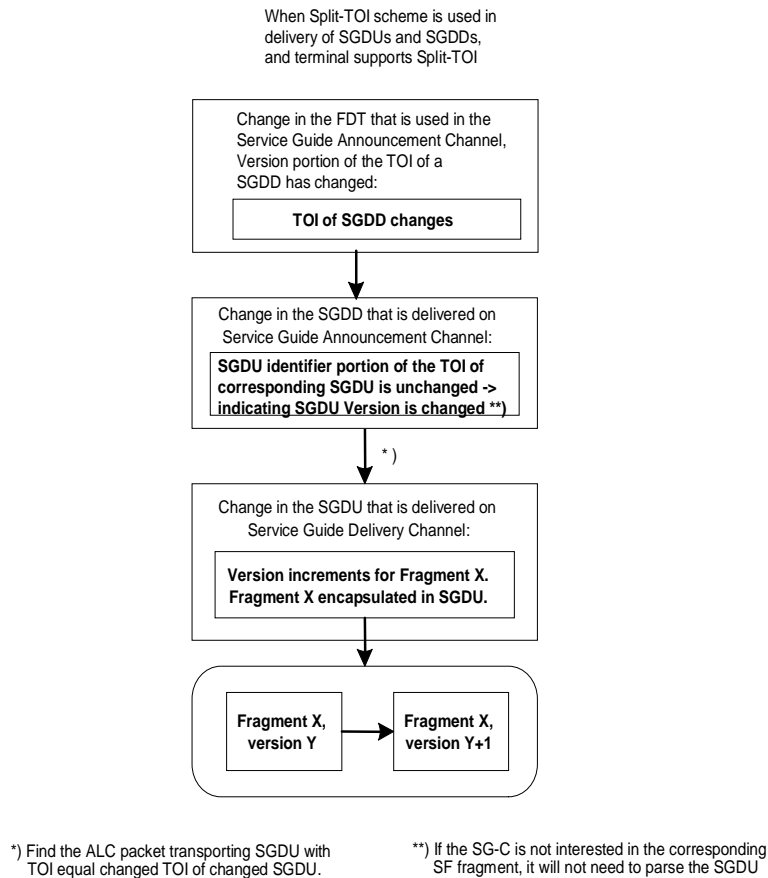 When Split-TOI scheme is used in
delivery of SGDUs and SGDDs,
and terminal supports Split-TOI
Change in the FDT that is used in the
Service Guide Announcement Channel,
Version portion of the TOI of a
SGDD has changed:
TOI of SGDD changes
Change in the SGDD that is delivered on
Service Guide Announcement Channel:
SGDU identifier portion of the TOI of
corresponding SGDU is unchanged ->
indicating SGDU Version is changed **)
* )
Change in the SGDU that is delivered on
Service Guide Delivery Channel:
Version increments for Fragment X.
Fragment X encapsulated in SGDU.
Fragment X,
version Y
Fragment X,
version Y+1
*) Find the ALC packet transporting SGDU with
TOI equal changed TOI of changed SGDU.
**) If the SG-C is not interested in the corresponding
SF fragment, it will not need to parse the SGDU